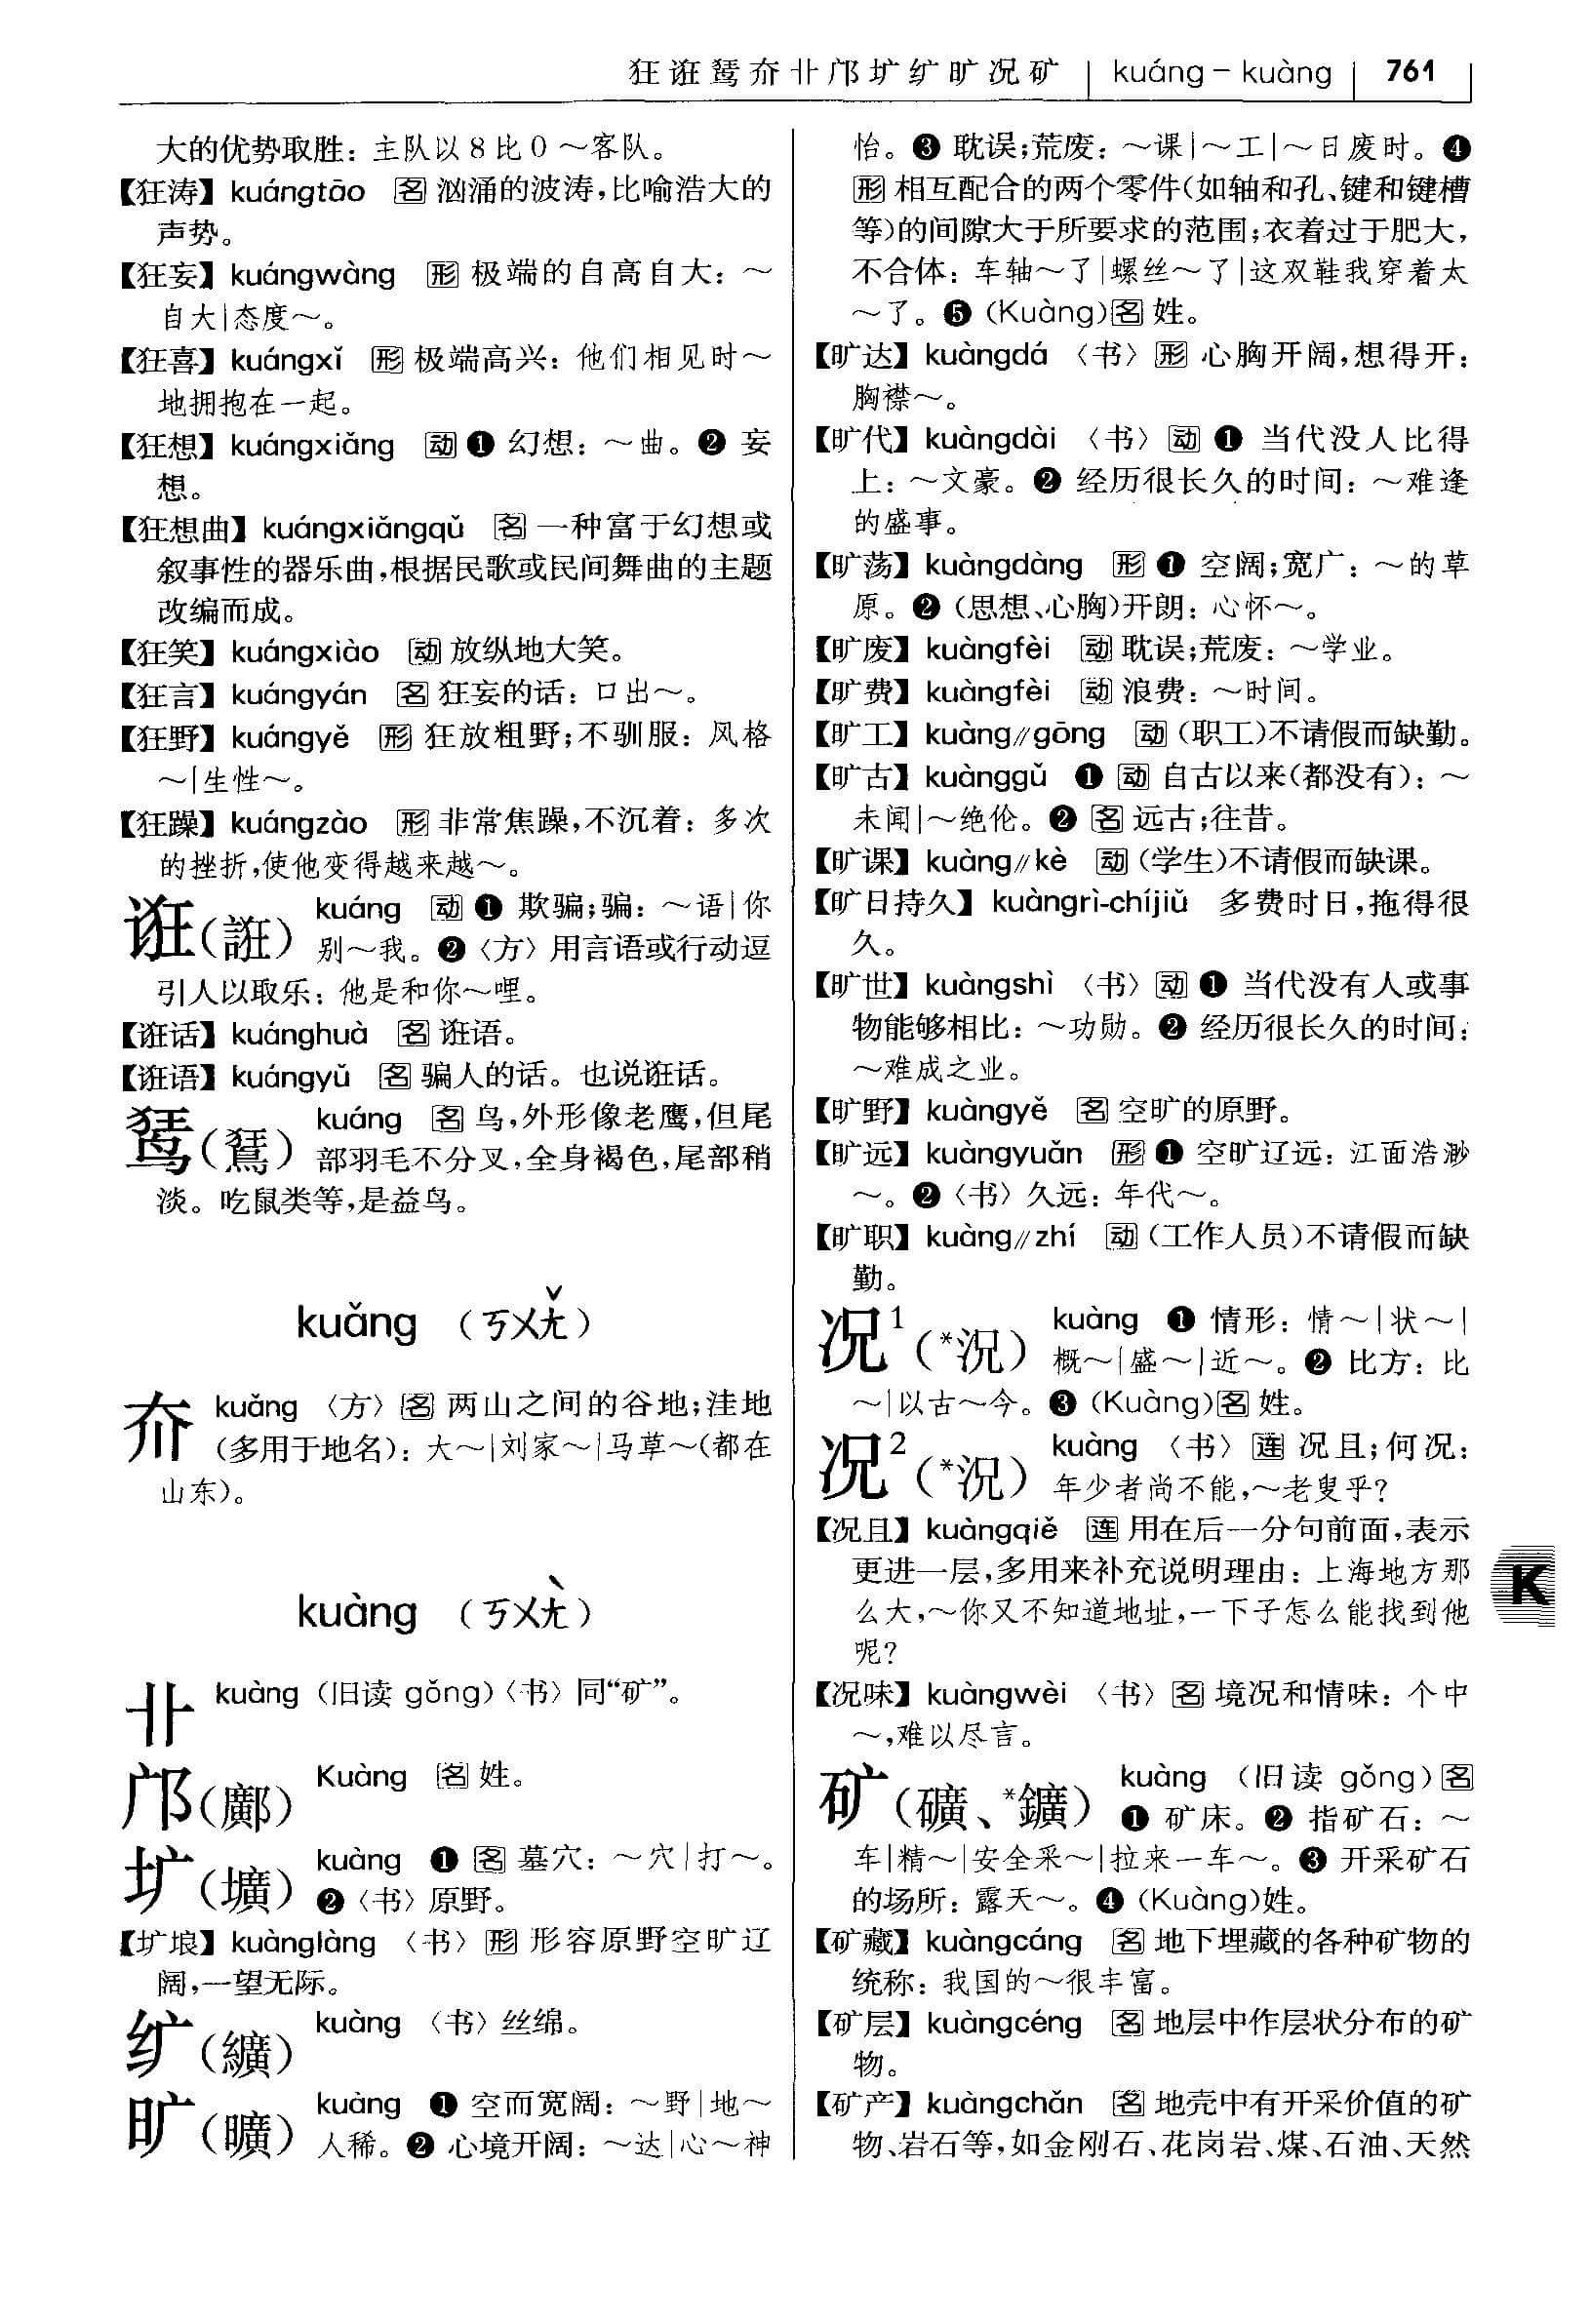 狂诳鵟夼卝邝圹纩旷况矿 | kuáng – kuàng | 761
大的优势取胜：主队以8比0～客队。
【狂涛】kuángtāo 名 汹涌的波涛，比喻浩大的
声势。
【狂妄】kuángwàng 形 极端的自高自大：～
自大|态度～。
【狂喜】kuángxǐ 形 极端高兴：他们相见时～
地拥抱在一起。
【狂想】kuángxiǎng 动 ❶ 幻想：～曲。❷ 妄
想。
【狂想曲】kuángxiǎngqǔ 名 一种富于幻想或
叙事性的器乐曲，根据民歌或民间舞曲的主题
改编而成。
【狂笑】kuángxiào 动 放纵地大笑。
【狂言】kuángyán 名 狂妄的话：口出～。
【狂野】kuángyě 形 狂放粗野；不驯服：风格
～|生性～。
【狂躁】kuángzào 形 非常焦躁，不沉着：多次
的挫折，使他变得越来越～。
诳（誑） kuáng 动 ❶ 欺骗；骗：～语|你
别～我。❷〈方〉用言语或行动逗
引人以取乐：他是和你～哩。
【诳话】kuánghuà 名 诳语。
【诳语】kuángyǔ 名 骗人的话。也说诳话。
鵟（鵟） kuáng 名 鸟，外形像老鹰，但尾
部羽毛不分叉，全身褐色，尾部稍
淡。吃鼠类等，是益鸟。
kuǎng （ㄎㄨㄤˇ）
夼 kuǎng 〈方〉名 两山之间的谷地；洼地
（多用于地名）：大～|刘家～|马草～（都在
山东）。
kuàng （ㄎㄨㄤˋ）
卝 kuàng（旧读 gǒng）〈书〉同“矿”。
邝（鄺） Kuàng 名 姓。
圹（壙） kuàng ❶ 名 墓穴：～穴|打～。
❷〈书〉原野。
【圹埌】kuànglàng 〈书〉形 形容原野空旷辽
阔，一望无际。
纩（纊） kuàng 〈书〉丝绵。
旷（曠） kuàng ❶ 空而宽阔：～野|地～
人稀。❷ 心境开阔：～达|心～神
怡。❸ 耽误；荒废：～课|～工|～日废时。❹
形 相互配合的两个零件（如轴和孔、键和键槽
等）的间隙大于所要求的范围；衣着过于肥大，
不合体：车轴～了|螺丝～了|这双鞋我穿着太
～了。❺ (Kuàng)名 姓。
【旷达】kuàngdá 〈书〉形 心胸开阔，想得开：
胸襟～。
【旷代】kuàngdài 〈书〉动 ❶ 当代没人比得
上：～文豪。❷ 经历很长久的时间：～难逢
的盛事。
【旷荡】kuàngdàng 形 ❶ 空阔；宽广：～的草
原。❷（思想、心胸）开朗：心怀～。
【旷废】kuàngfèi 动 耽误；荒废：～学业。
【旷费】kuàngfèi 动 浪费：～时间。
【旷工】kuàng//gōng 动（职工）不请假而缺勤。
【旷古】kuànggǔ ❶ 动 自古以来（都没有）：～
未闻|～绝伦。❷ 名 远古；往昔。
【旷课】kuàng//kè 动（学生）不请假而缺课。
【旷日持久】kuàngrì-chíjiǔ 多费时日，拖得很
久。
【旷世】kuàngshì 〈书〉动 ❶ 当代没有人或事
物能够相比：～功勋。❷ 经历很长久的时间：
～难成之业。
【旷野】kuàngyě 名 空旷的原野。
【旷远】kuàngyuǎn 形 ❶ 空旷辽远：江面浩渺
～。❷〈书〉久远：年代～。
【旷职】kuàng//zhí 动（工作人员）不请假而缺
勤。
况¹（*況） kuàng ❶ 情形：情～|状～|
概～|盛～|近～。❷ 比方：比
～|以古～今。❸ (Kuàng)名 姓。
况²（*況） kuàng 〈书〉连 况且；何况：
年少者尚不能，～老叟乎？
【况且】kuàngqiě 连 用在后一分句前面，表示
更进一层，多用来补充说明理由：上海地方那
么大，～你又不知道地址，一下子怎么能找到他
呢？
【况味】kuàngwèi 〈书〉名 境况和情味：个中
～，难以尽言。
矿（礦、*鑛） kuàng （旧读 gǒng）名
❶ 矿床。❷ 指矿石：～
车|精～|安全采～|拉来一车～。❸ 开采矿石
的场所：露天～。❹ (Kuàng)姓。
【矿藏】kuàngcáng 名 地下埋藏的各种矿物的
统称：我国的～很丰富。
【矿层】kuàngcéng 名 地层中作层状分布的矿
物。
【矿产】kuàngchǎn 名 地壳中有开采价值的矿
物、岩石等，如金刚石、花岗岩、煤、石油、天然
K